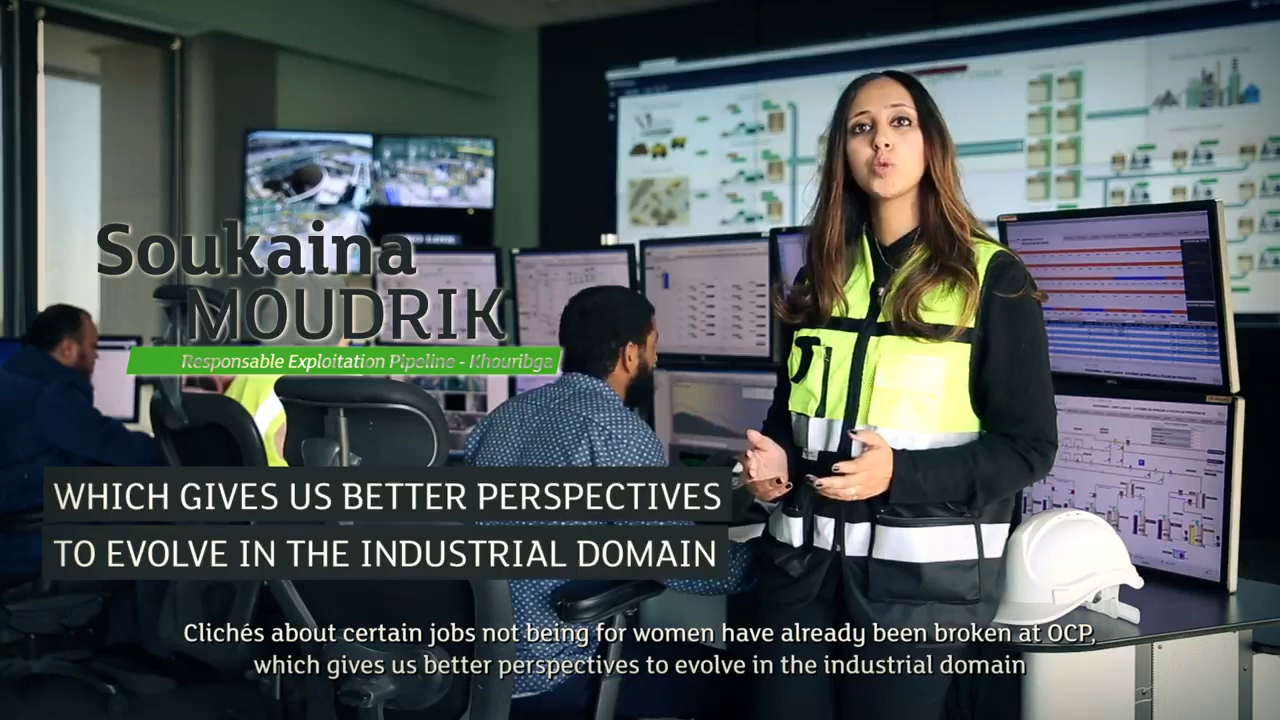 Soukaina
MOUDRIK
Responsable Exploitation Pipeline - Khouribga
WHICH GIVES US BETTER PERSPECTIVES
TO EVOLVE IN THE INDUSTRIAL DOMAIN
Clichés about certain jobs not being for women have already been broken at OCP,
which gives us better perspectives to evolve in the industrial domain